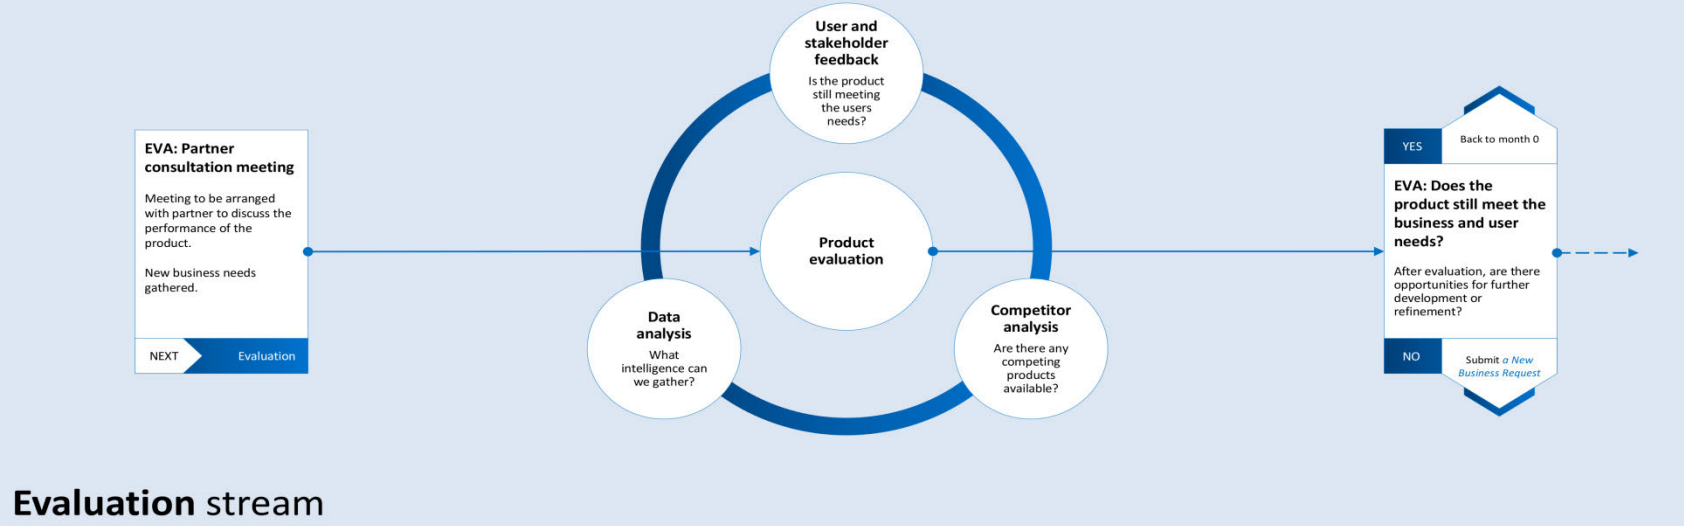 EVA: Partner
consultation meeting
Meeting to be arranged
with partner to discuss the
performance of the
product.
New business needs
gathered.
NEXT
Evaluation
User and
stakeholder
feedback
Is the product
still meeting
the users
needs?
Product
evaluation
Data
analysis
What
intelligence can
we gather?
Competitor
analysis
Are there any
competing
products
available?
YES
Back to month 0
EVA: Does the
product still meet the
business and user
needs?
After evaluation, are there
opportunities for further
development or
refinement?
NO
Submit a New
Business Request
Evaluation stream